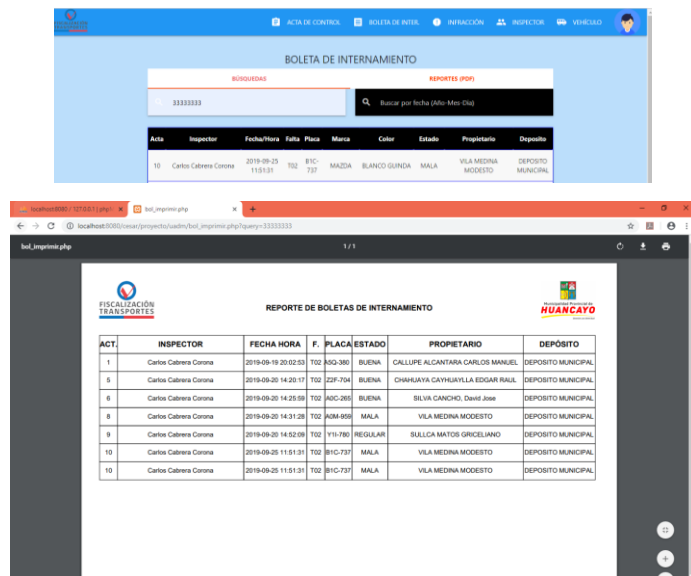 ACTA DE CONTROL BOLETA DE INTER. INFRACCIÓN INSPECTOR VEHÍCULO
BOLETA DE INTERNAMIENTO
BÚSQUEDAS REPORTES (PDF)
33333333 Buscar por fecha (Año-Mes-Día)
Acta Inspector Fecha/Hora Falta Placa Marca Color Estado Propietario Deposito
10 Carlos Cabrera Corona 2019-09-25 11:51:31 T02 B1C-737 MAZDA BLANCO GUINDA MALA VILA MEDINA MODESTO DEPOSITO MUNICIPAL
localhost:8080 / 127.0.0.1 | php bol_imprimir.php
localhost:8080/cesar/proyecto/uadm/bol_imprimir.php?query=33333333
bol_imprimir.php 1/1
FISCALIZACIÓN
TRANSPORTES
REPORTE DE BOLETAS DE INTERNAMIENTO
Municipalidad Provincial de
HUANCAYO
ACT. INSPECTOR FECHA HORA F. PLACA ESTADO PROPIETARIO DEPÓSITO
1 Carlos Cabrera Corona 2019-09-19 20:02:53 T02 A5Q-380 BUENA CALLUPE ALCANTARA CARLOS MANUEL DEPOSITO MUNICIPAL
5 Carlos Cabrera Corona 2019-09-20 14:20:17 T02 Z2F-704 BUENA CHAHUAYA CAYHUAYLLA EDGAR RAUL DEPOSITO MUNICIPAL
6 Carlos Cabrera Corona 2019-09-20 14:25:59 T02 A0C-265 BUENA SILVA CANCHO, David Jose DEPOSITO MUNICIPAL
8 Carlos Cabrera Corona 2019-09-20 14:31:28 T02 A0M-959 MALA VILA MEDINA MODESTO DEPOSITO MUNICIPAL
9 Carlos Cabrera Corona 2019-09-20 14:52:09 T02 Y1I-780 REGULAR SULLCA MATOS GRICELIANO DEPOSITO MUNICIPAL
10 Carlos Cabrera Corona 2019-09-25 11:51:31 T02 B1C-737 MALA VILA MEDINA MODESTO DEPOSITO MUNICIPAL
10 Carlos Cabrera Corona 2019-09-25 11:51:31 T02 B1C-737 MALA VILA MEDINA MODESTO DEPOSITO MUNICIPAL